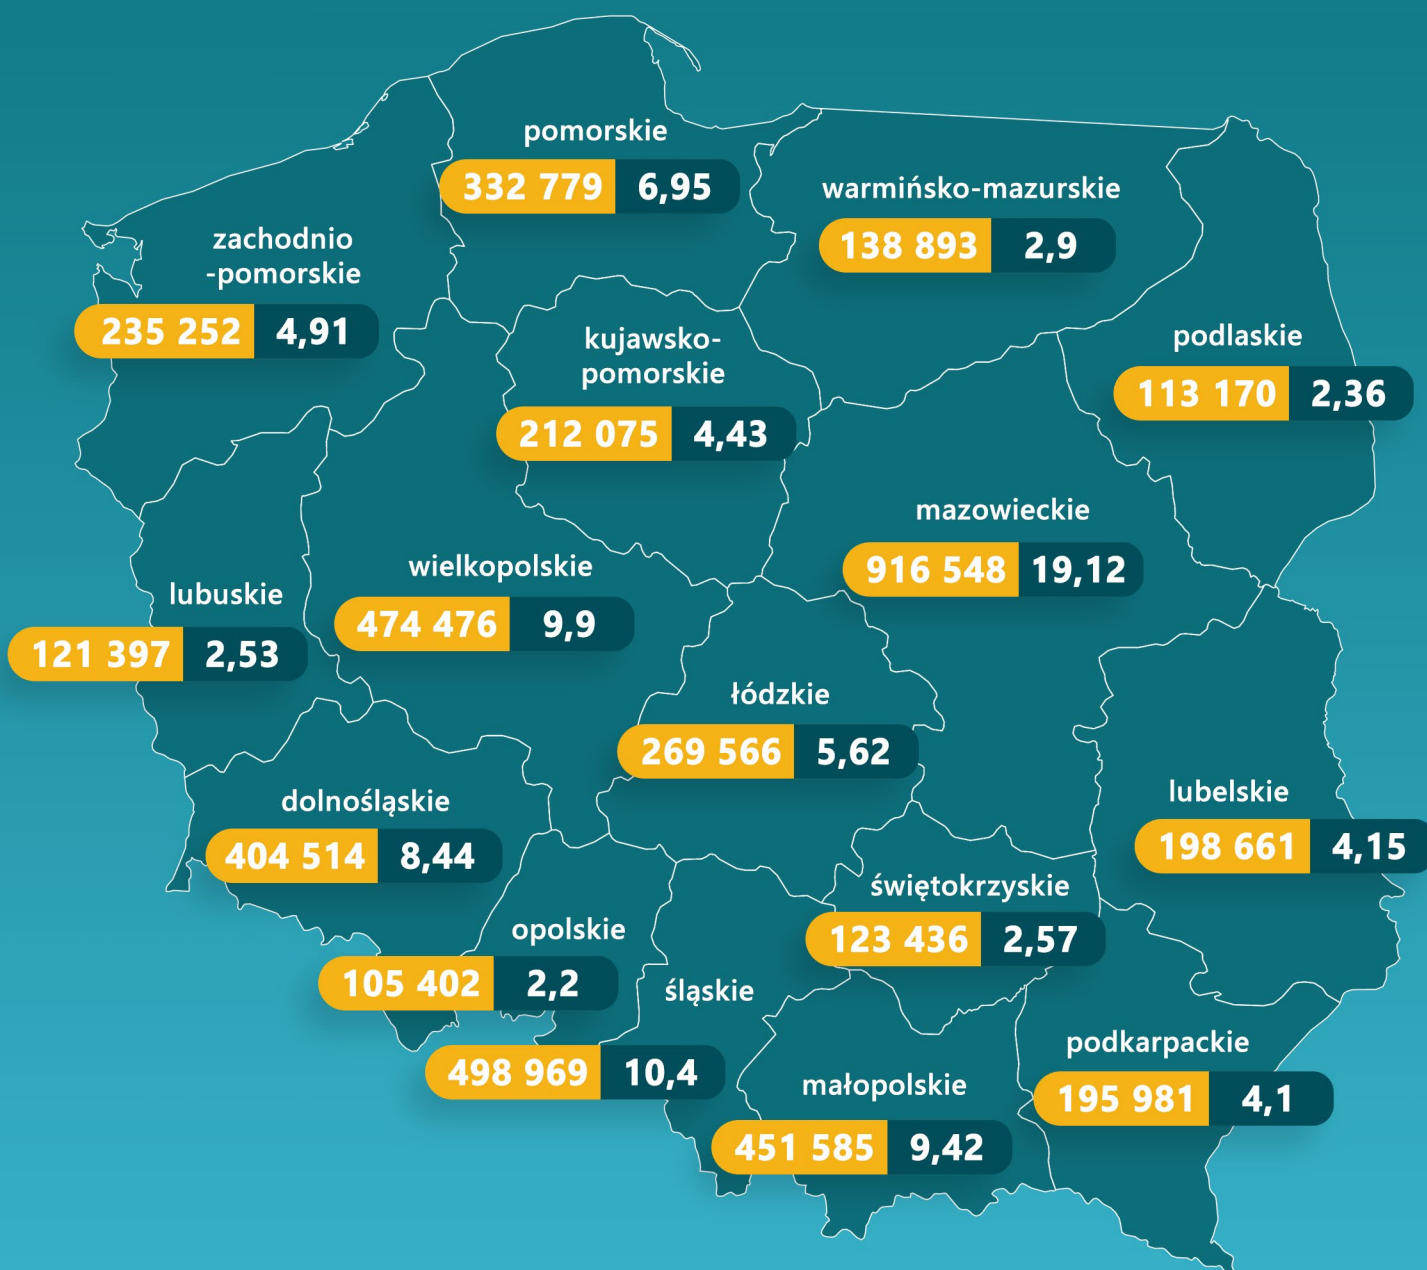 pomorskie
332 779 6,95
warmińsko-mazurskie
138 893 2,9
zachodnio
-pomorskie
235 252 4,91
kujawsko-
pomorskie
212 075 4,43
podlaskie
113 170 2,36
mazowieckie
916 548 19,12
wielkopolskie
474 476 9,9
lubuskie
121 397 2,53
łódzkie
269 566 5,62
dolnośląskie
404 514 8,44
lubelskie
198 661 4,15
świętokrzyskie
123 436 2,57
opolskie
105 402 2,2
śląskie
498 969 10,4
podkarpackie
195 981 4,1
małopolskie
451 585 9,42